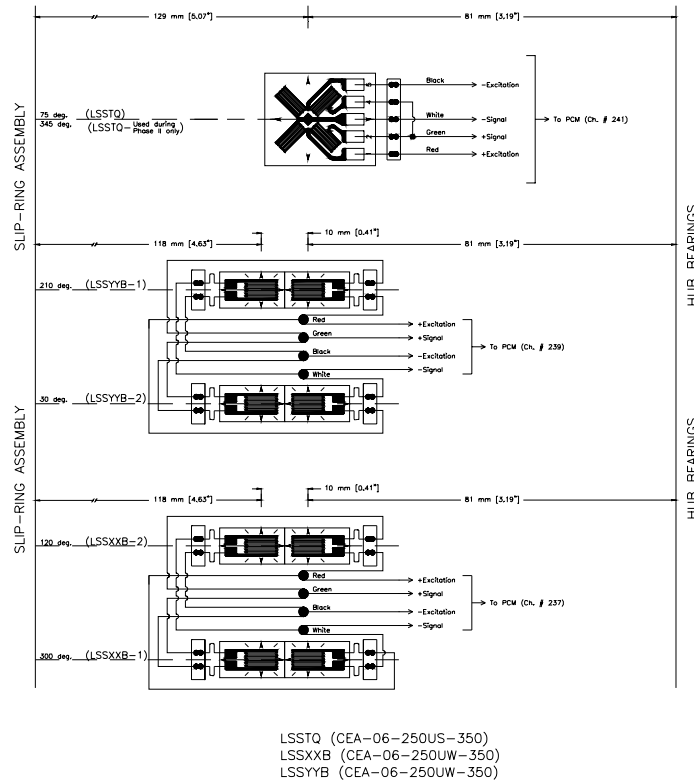 129 mm [5.07"]
81 mm [3.19"]
SLIP-RING ASSEMBLY
75 deg. (LSSTQ)
345 deg. (LSSTQ- Used during Phase II only)
Black
-Excitation
White
-Signal
Green
+Signal
Red
+Excitation
To PCM (Ch. # 241)
5
4
3
2
1
HUB BEARINGS
10 mm [0.41"]
118 mm [4.63"]
81 mm [3.19"]
210 deg. (LSSYYB-1)
Red
+Excitation
Green
+Signal
Black
-Excitation
White
-Signal
To PCM (Ch. # 239)
30 deg. (LSSYYB-2)
SLIP-RING ASSEMBLY
HUB BEARINGS
10 mm [0.41"]
118 mm [4.63"]
81 mm [3.19"]
120 deg. (LSSXXB-2)
Red
+Excitation
Green
+Signal
Black
-Excitation
White
-Signal
To PCM (Ch. # 237)
300 deg. (LSSXXB-1)
LSSTQ (CEA-06-250US-350)
LSSXXB (CEA-06-250UW-350)
LSSYYB (CEA-06-250UW-350)